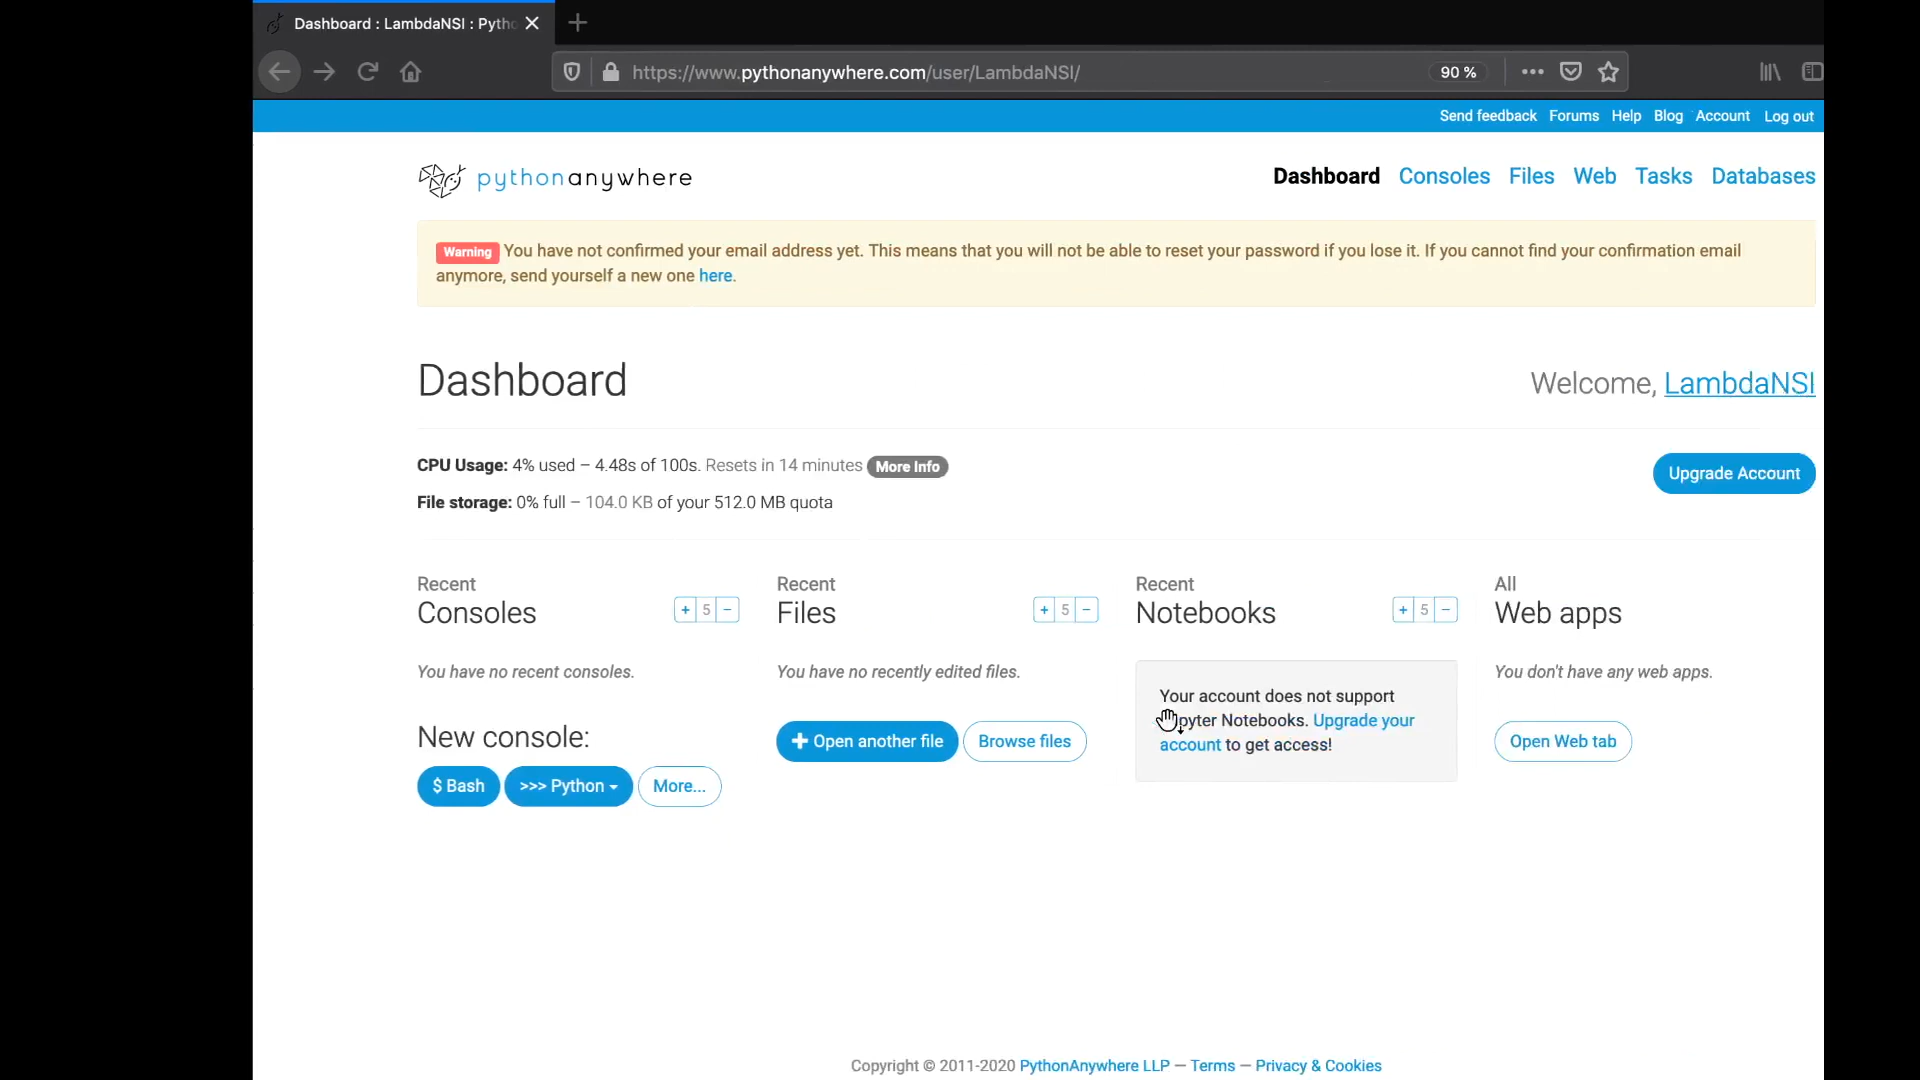 Dashboard : LambdaNSI : Pytho
https://www.pythonanywhere.com/user/LambdaNSI/
90 %
Send feedback Forums Help Blog Account Log out
pythonanywhere
Dashboard Consoles Files Web Tasks Databases
Warning You have not confirmed your email address yet. This means that you will not be able to reset your password if you lose it. If you cannot find your confirmation email
anymore, send yourself a new one here.
Dashboard
Welcome, LambdaNSI
CPU Usage: 4% used – 4.48s of 100s. Resets in 14 minutes More Info
Upgrade Account
File storage: 0% full – 104.0 KB of your 512.0 MB quota
Recent
Consoles
+ 5 −
You have no recent consoles.
New console:
$ Bash >>> Python More...
Recent
Files
+ 5 −
You have no recently edited files.
+ Open another file Browse files
Recent
Notebooks
+ 5 −
Your account does not support
Notebooks. Upgrade your
account to get access!
All
Web apps
You don't have any web apps.
Open Web tab
Copyright © 2011-2020 PythonAnywhere LLP — Terms — Privacy & Cookies